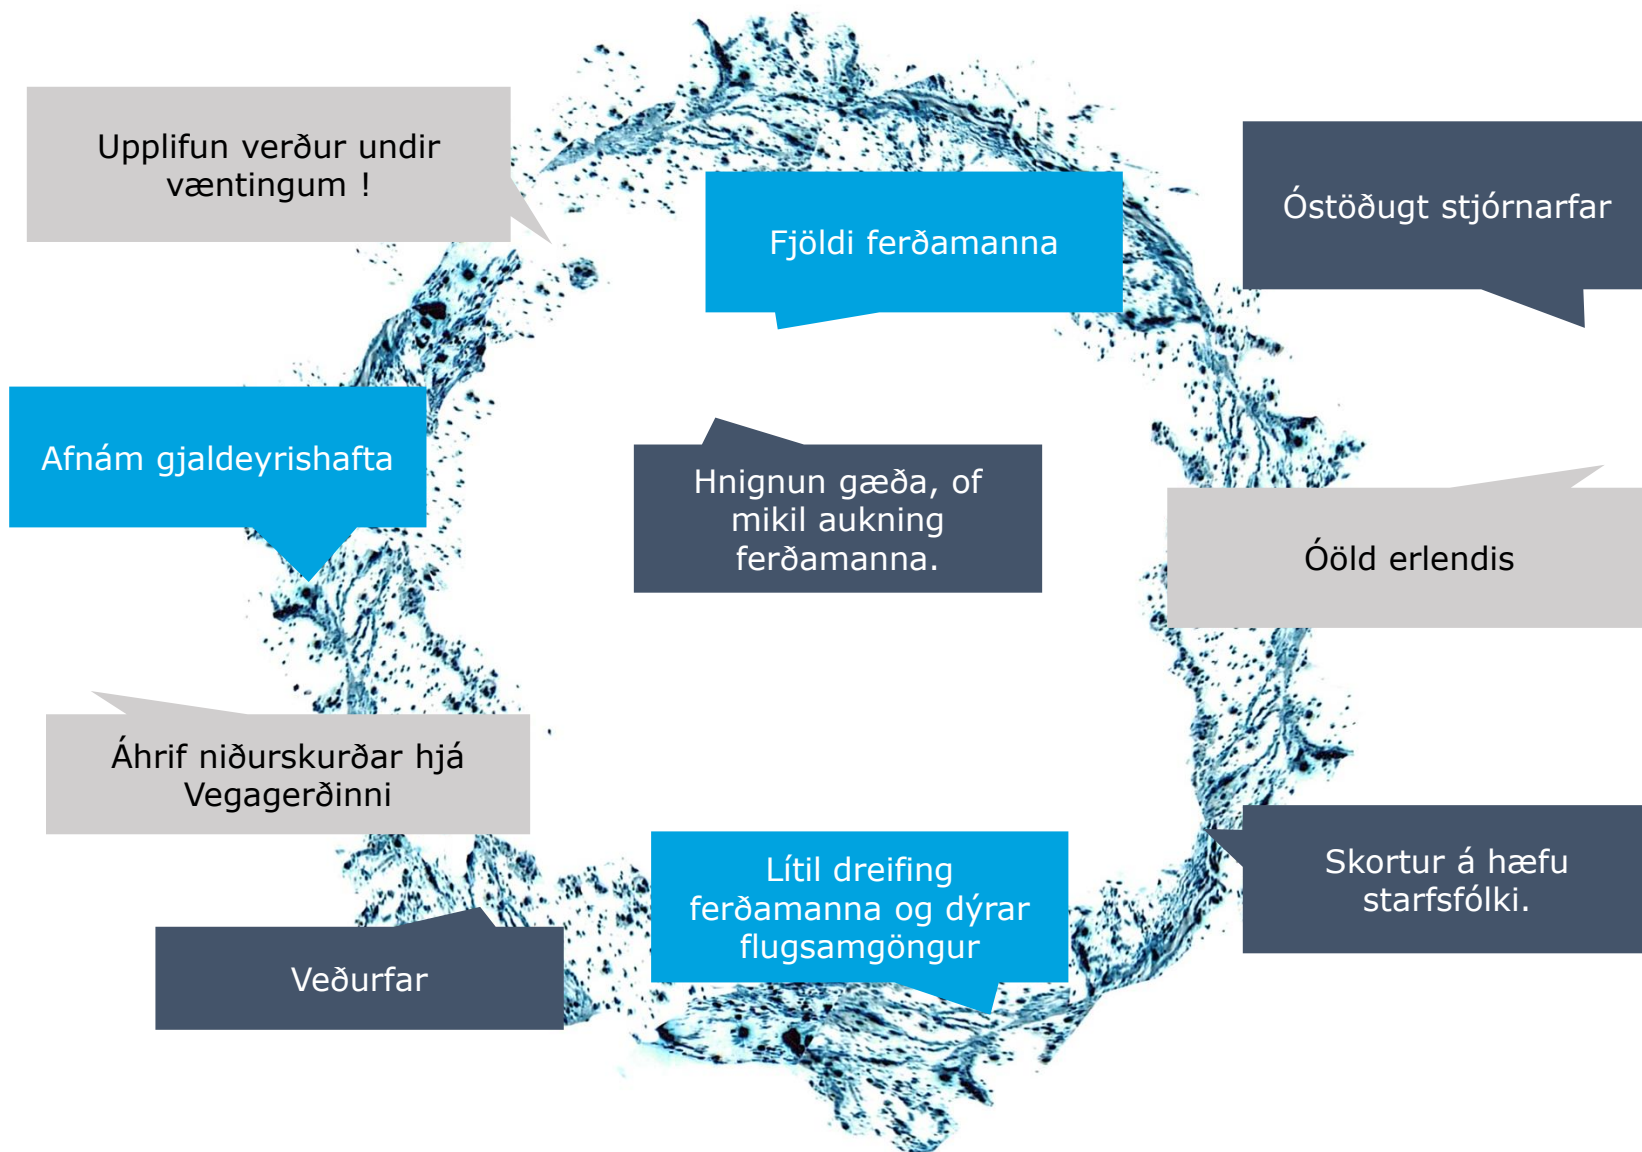 Upplifun verður undir
væntingum !
Fjöldi ferðamanna
Óstöðugt stjórnarfar
Afnám gjaldeyrishafta
Hnignun gæða, of
mikil aukning
ferðamanna.
Óöld erlendis
Áhrif niðurskurðar hjá
Vegagerðinni
Lítil dreifing
ferðamanna og dýrar
flugsamgöngur
Skortur á hæfu
starfsfólki.
Veðurfar